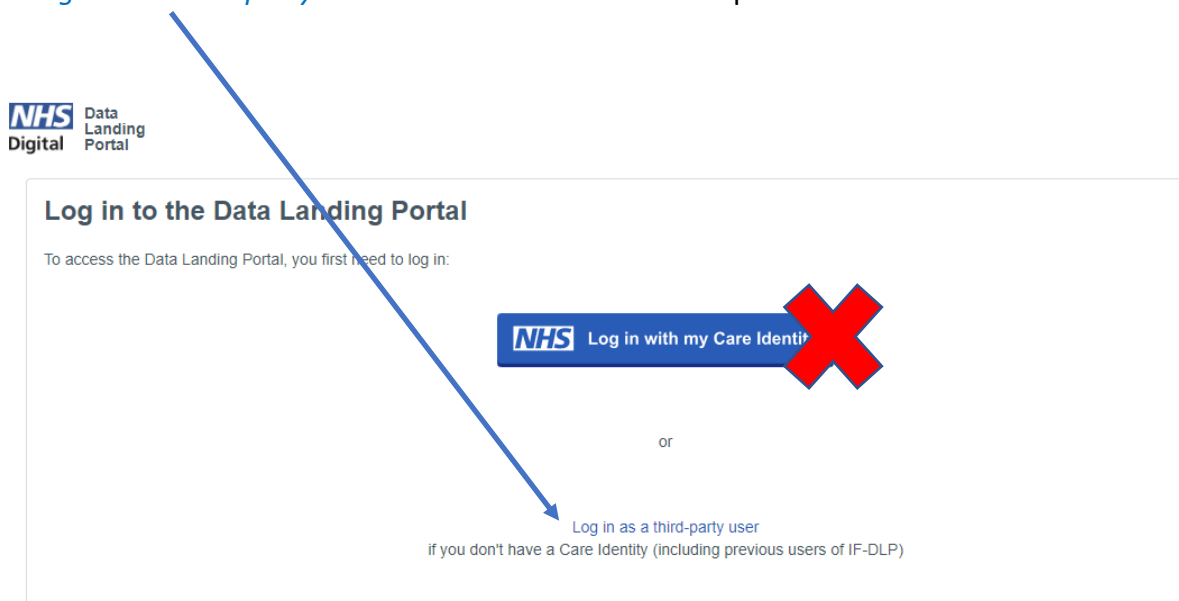 NHS Digital
Data
Landing
Portal
Log in to the Data Landing Portal
To access the Data Landing Portal, you first need to log in:
NHS Log in with my Care Identit
or
Log in as a third-party user
if you don't have a Care Identity (including previous users of IF-DLP)